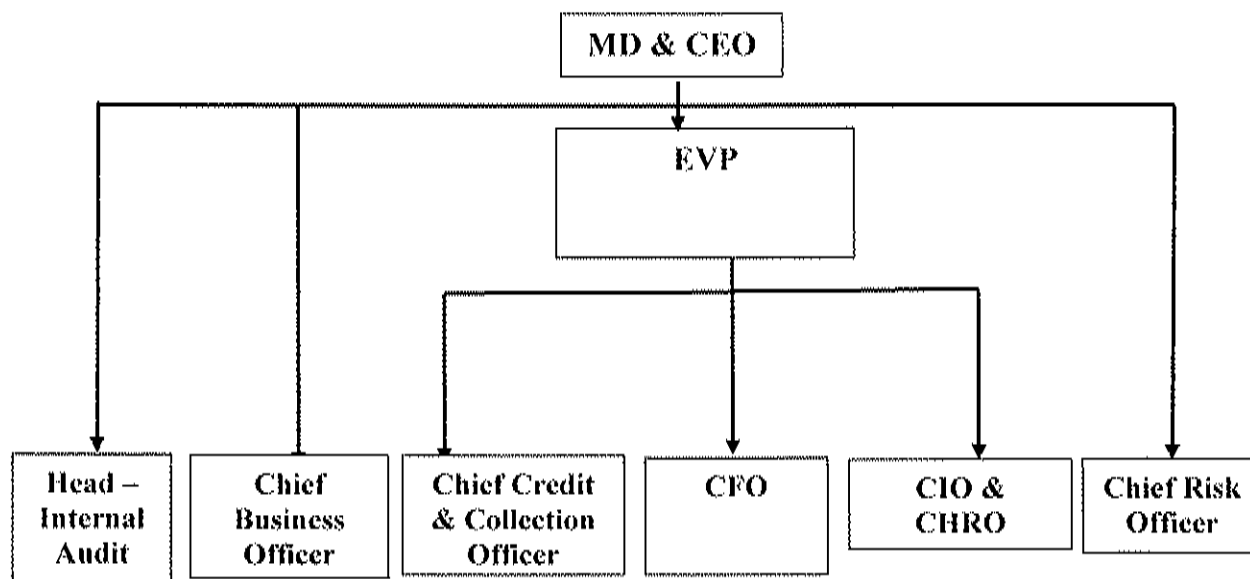 MD & CEO
EVP
Head –
Internal
Audit
Chief
Business
Officer
Chief Credit
& Collection
Officer
CFO
CIO &
CHRO
Chief Risk
Officer